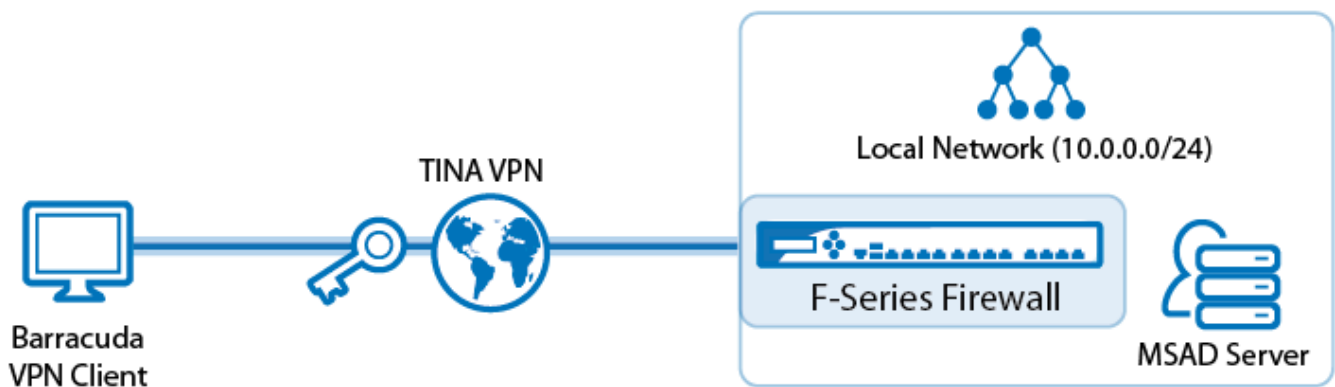 Barracuda
VPN Client
TINA VPN
Local Network (10.0.0.0/24)
F-Series Firewall
MSAD Server